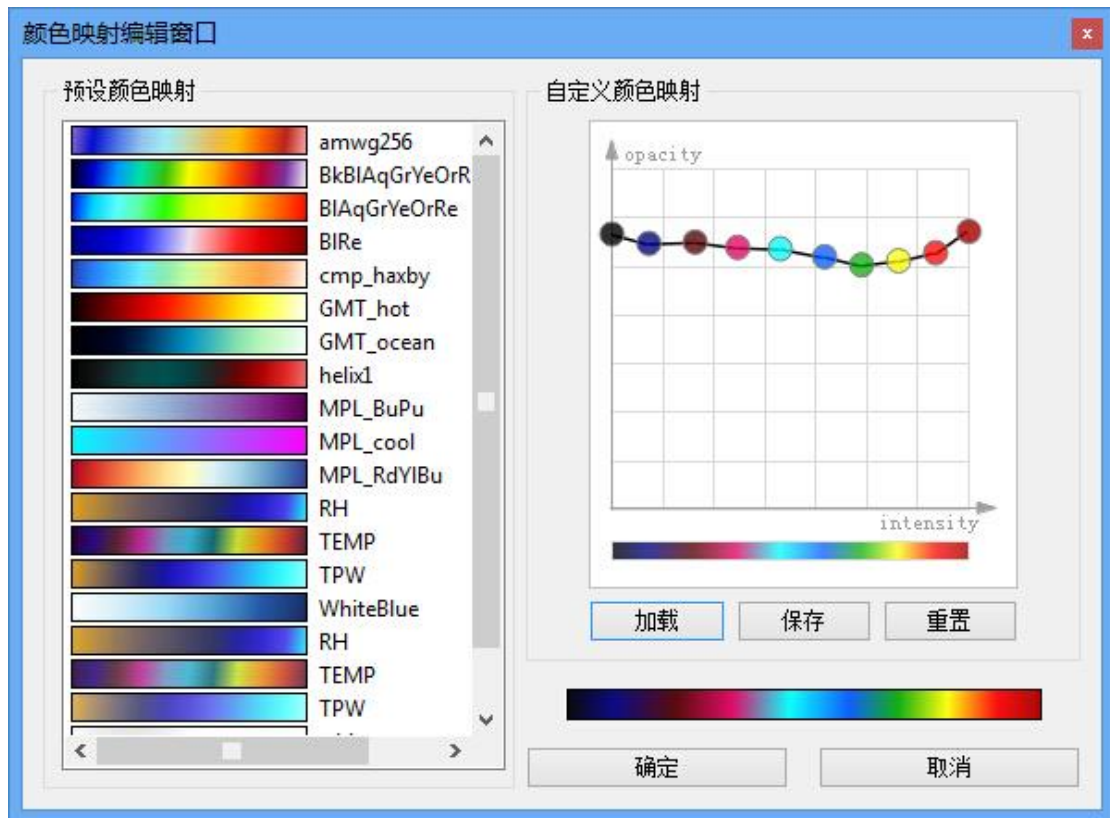 颜色映射编辑窗口
x
预设颜色映射
amwg256
BkBlAqGrYeOrR
BlAqGrYeOrRe
BlRe
cmp_haxby
GMT_hot
GMT_ocean
helix1
MPL_BuPu
MPL_cool
MPL_RdYlBu
RH
TEMP
TPW
WhiteBlue
RH
TEMP
TPW
自定义颜色映射
opacity
intensity
加载 保存 重置
确定 取消